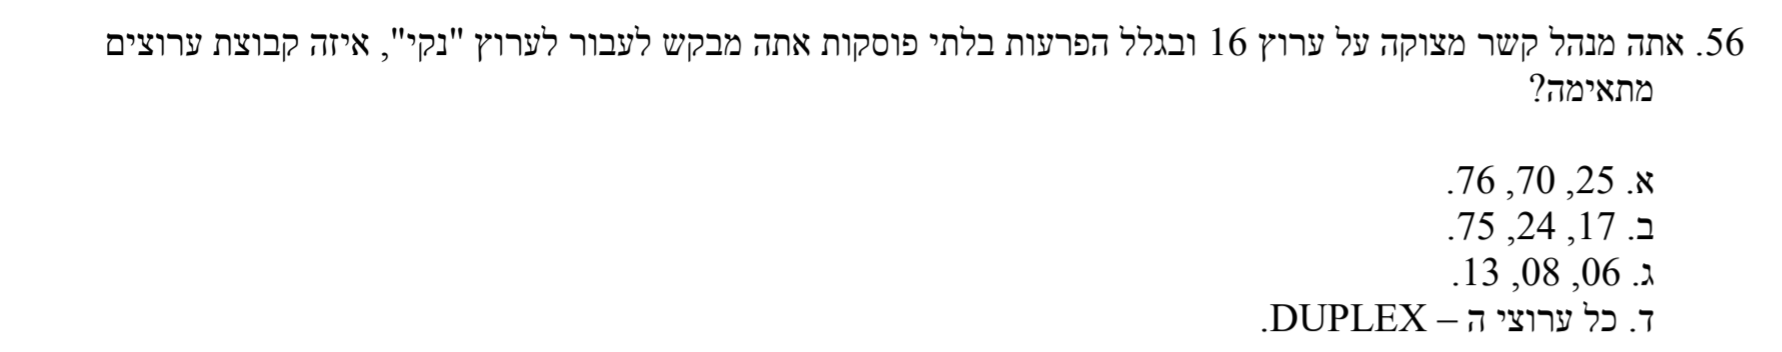 56. אתה מנהל קשר מצוקה על ערוץ 16 ובגלל הפרעות בלתי פוסקות אתה מבקש לעבור לערוץ "נקי", איזה קבוצת ערוצים
מתאימה?
א. 25, 70, 76.
ב. 17, 24, 75.
ג. 06, 08, 13.
ד. כל ערוצי ה – DUPLEX.